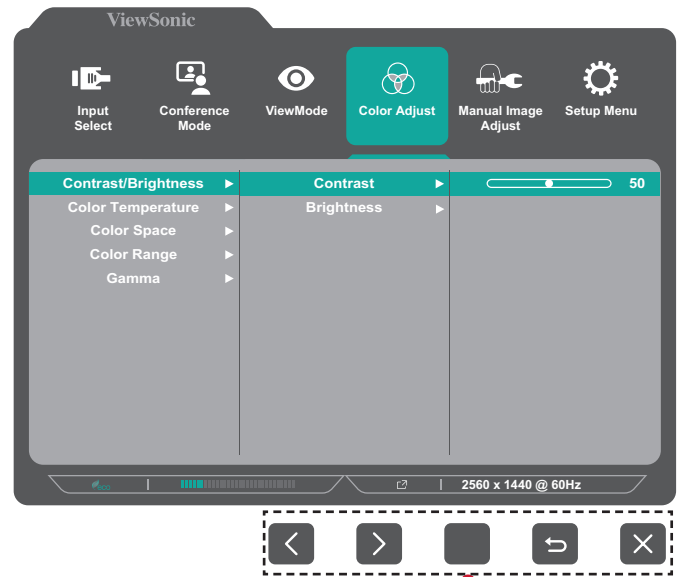 ViewSonic
Input
Select
Conference
Mode
ViewMode
Color Adjust
Manual Image
Adjust
Setup Menu
Contrast/Brightness
Contrast
50
Color Temperature
Brightness
Color Space
Color Range
Gamma
eco
2560 x 1440 @ 60Hz